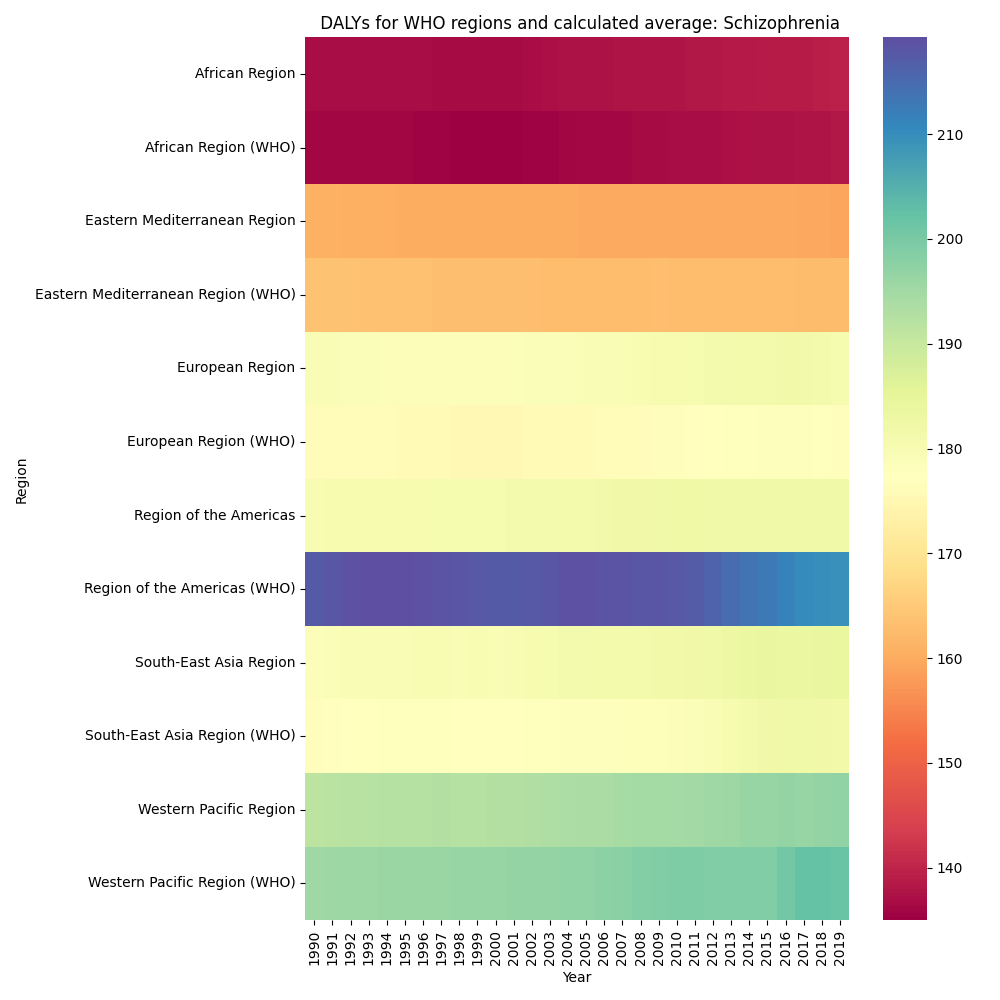 DALYs for WHO regions and calculated average: Schizophrenia
African Region
African Region (WHO)
Eastern Mediterranean Region
Eastern Mediterranean Region (WHO)
European Region
European Region (WHO)
Region of the Americas
Region of the Americas (WHO)
South-East Asia Region
South-East Asia Region (WHO)
Western Pacific Region
Western Pacific Region (WHO)
Region
1990
1991
1992
1993
1994
1995
1996
1997
1998
1999
2000
2001
2002
2003
2004
2005
2006
2007
2008
2009
2010
2011
2012
2013
2014
2015
2016
2017
2018
2019
Year
210
200
190
180
170
160
150
140